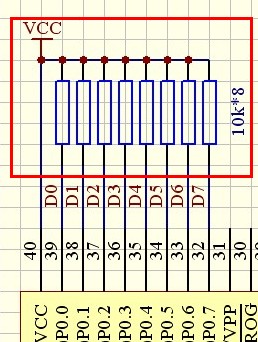 VCC
10k*8
D0
D1
D2
D3
D4
D5
D6
D7
40
39
38
37
36
35
34
33
32
31
30
VCC
P0.0
P0.1
P0.2
P0.3
P0.4
P0.5
P0.6
P0.7
VPP
ROG